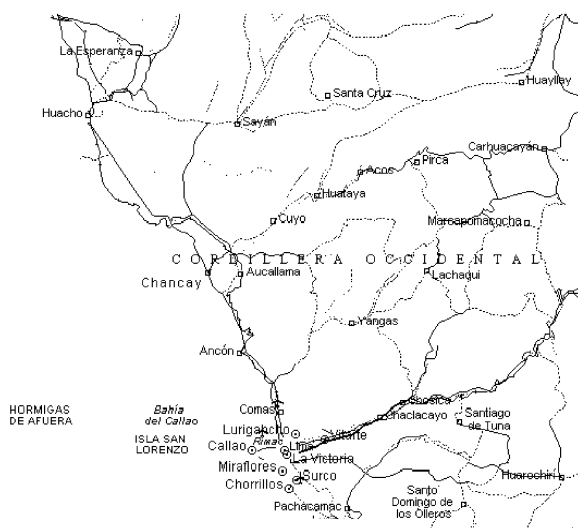 La Esperanza
Huayllay
Santa Cruz
Huacho
Sayán
Carhuacayán
Pirca
Acos
Huataya
Cuyo
Marcapomacocha
CORDILLERA OCCIDENTAL
Chancay
Aucallama
Lachaqui
Yangas
Ancón
Chosica
HORMIGAS
DE AFUERA
Bahía
del Callao
Comas
Chaclacayo
Santiago
de Tuna
Lurigancho
Vitarte
ISLA SAN
LORENZO
Callao
Rimac
Lima
La Victoria
Miraflores
Surco
Huarochirí
Chorrillos
Santo
Domingo de
los Olleros
Pachacamac